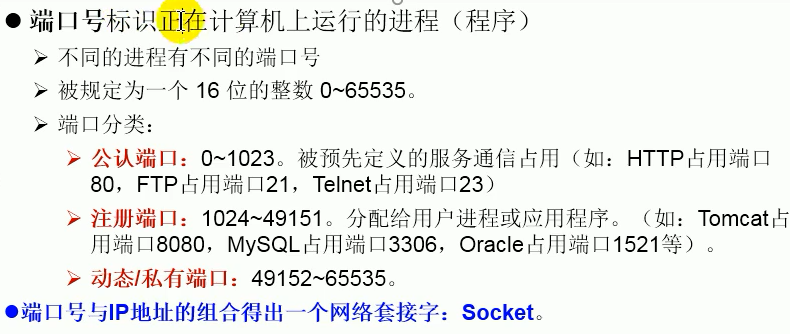 ● 端口号标识正在计算机上运行的进程（程序）
➢ 不同的进程有不同的端口号
➢ 被规定为一个 16 位的整数 0~65535。
➢ 端口分类：
➢ 公认端口：0~1023。被预先定义的服务通信占用（如：HTTP占用端口
80，FTP占用端口21，Telnet占用端口23）
➢ 注册端口：1024~49151。分配给用户进程或应用程序。（如：Tomcat占
用端口8080，MySQL占用端口3306，Oracle占用端口1521等）。
➢ 动态/私有端口：49152~65535。
●端口号与IP地址的组合得出一个网络套接字：Socket。